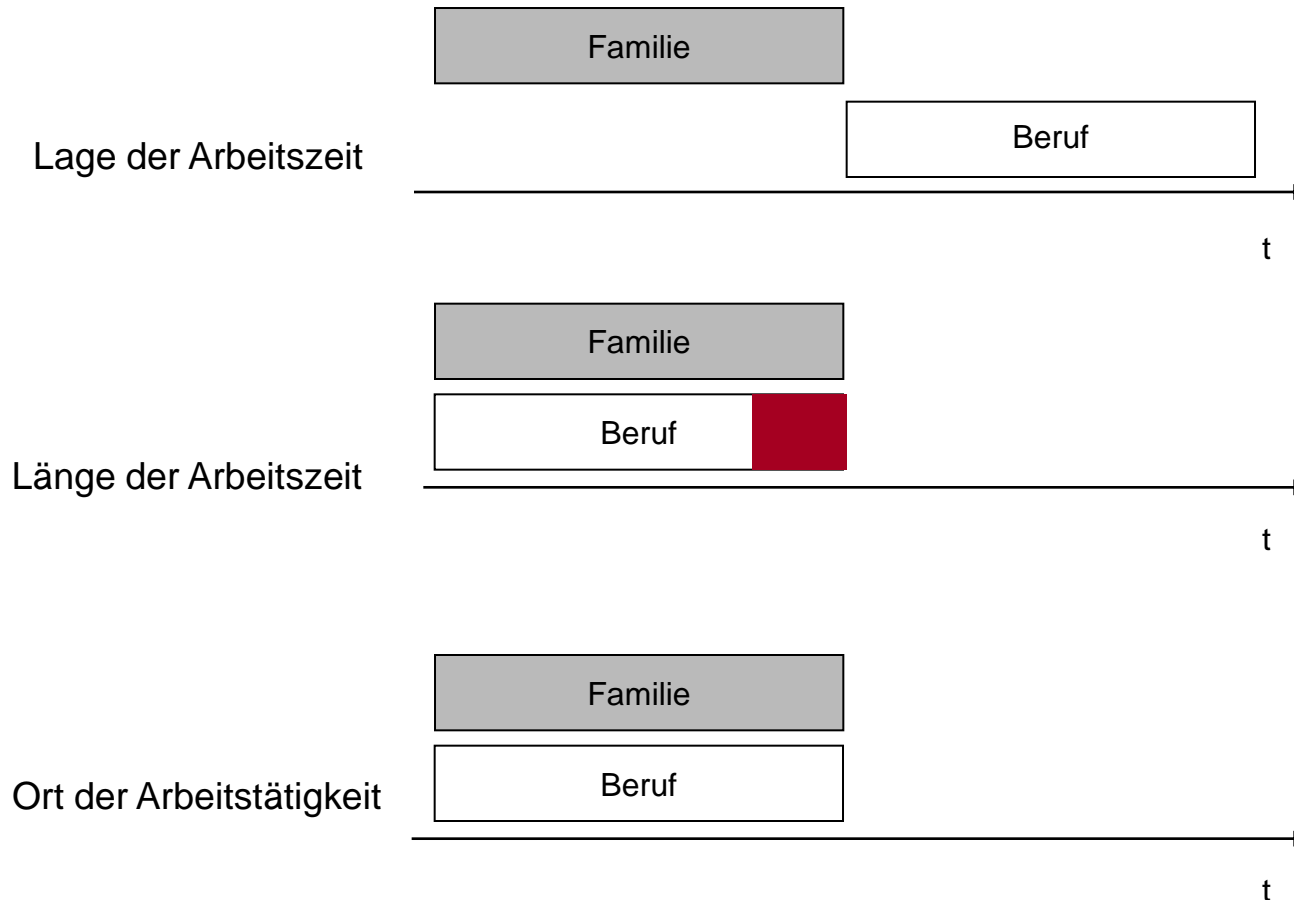 Familie
Beruf
Lage der Arbeitszeit
t
Familie
Beruf
Länge der Arbeitszeit
t
Familie
Beruf
Ort der Arbeitstätigkeit
t